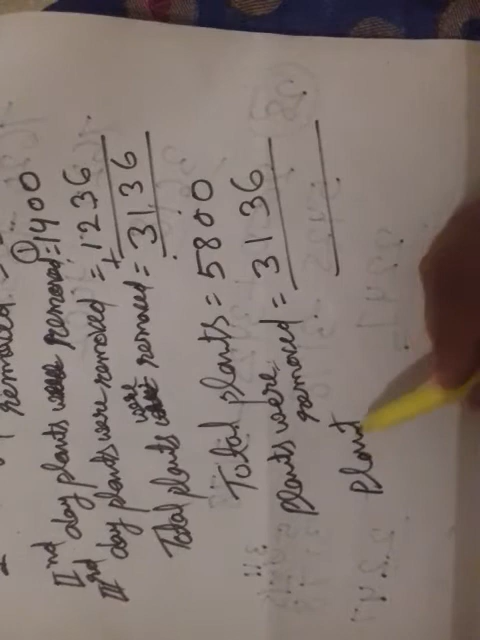 removed
IInd day plants were removed = 1400
IIIrd day plants were removed = + 1236
Total plants were removed = 3136
Total plants = 5800
Plants were removed = 3136
Plant